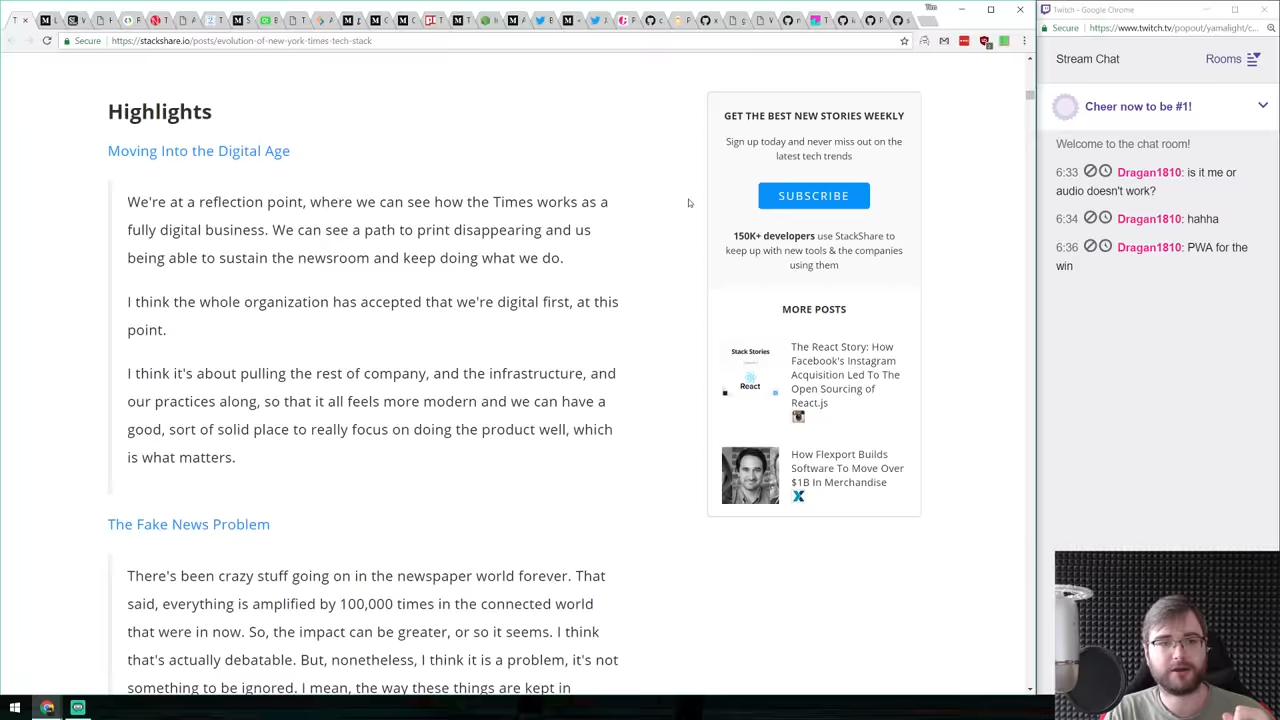 Tim
Twitch - Google Chrome
Secure
https://stackshare.io/posts/evolution-of-new-york-times-tech-stack
Secure
https://www.twitch.tv/popout/yamalight/c...
Stream Chat
Rooms
Cheer now to be #1!
Welcome to the chat room!
6:33 Dragan1810: is it me or
audio doesn't work?
6:34 Dragan1810: hahha
6:36 Dragan1810: PWA for the
win
Highlights
Moving Into the Digital Age
We're at a reflection point, where we can see how the Times works as a
fully digital business. We can see a path to print disappearing and us
being able to sustain the newsroom and keep doing what we do.
I think the whole organization has accepted that we're digital first, at this
point.
I think it's about pulling the rest of company, and the infrastructure, and
our practices along, so that it all feels more modern and we can have a
good, sort of solid place to really focus on doing the product well, which
is what matters.
The Fake News Problem
There's been crazy stuff going on in the newspaper world forever. That
said, everything is amplified by 100,000 times in the connected world
that were in now. So, the impact can be greater, or so it seems. I think
that's actually debatable. But, nonetheless, I think it is a problem, it's not
something to be ignored. I mean, the way these things are kept in
GET THE BEST NEW STORIES WEEKLY
Sign up today and never miss out on the
latest tech trends
SUBSCRIBE
150K+ developers use StackShare to
keep up with new tools & the companies
using them
MORE POSTS
Stack Stories
React
The React Story: How
Facebook's Instagram
Acquisition Led To The
Open Sourcing of
React.js
How Flexport Builds
Software To Move Over
$1B In Merchandise